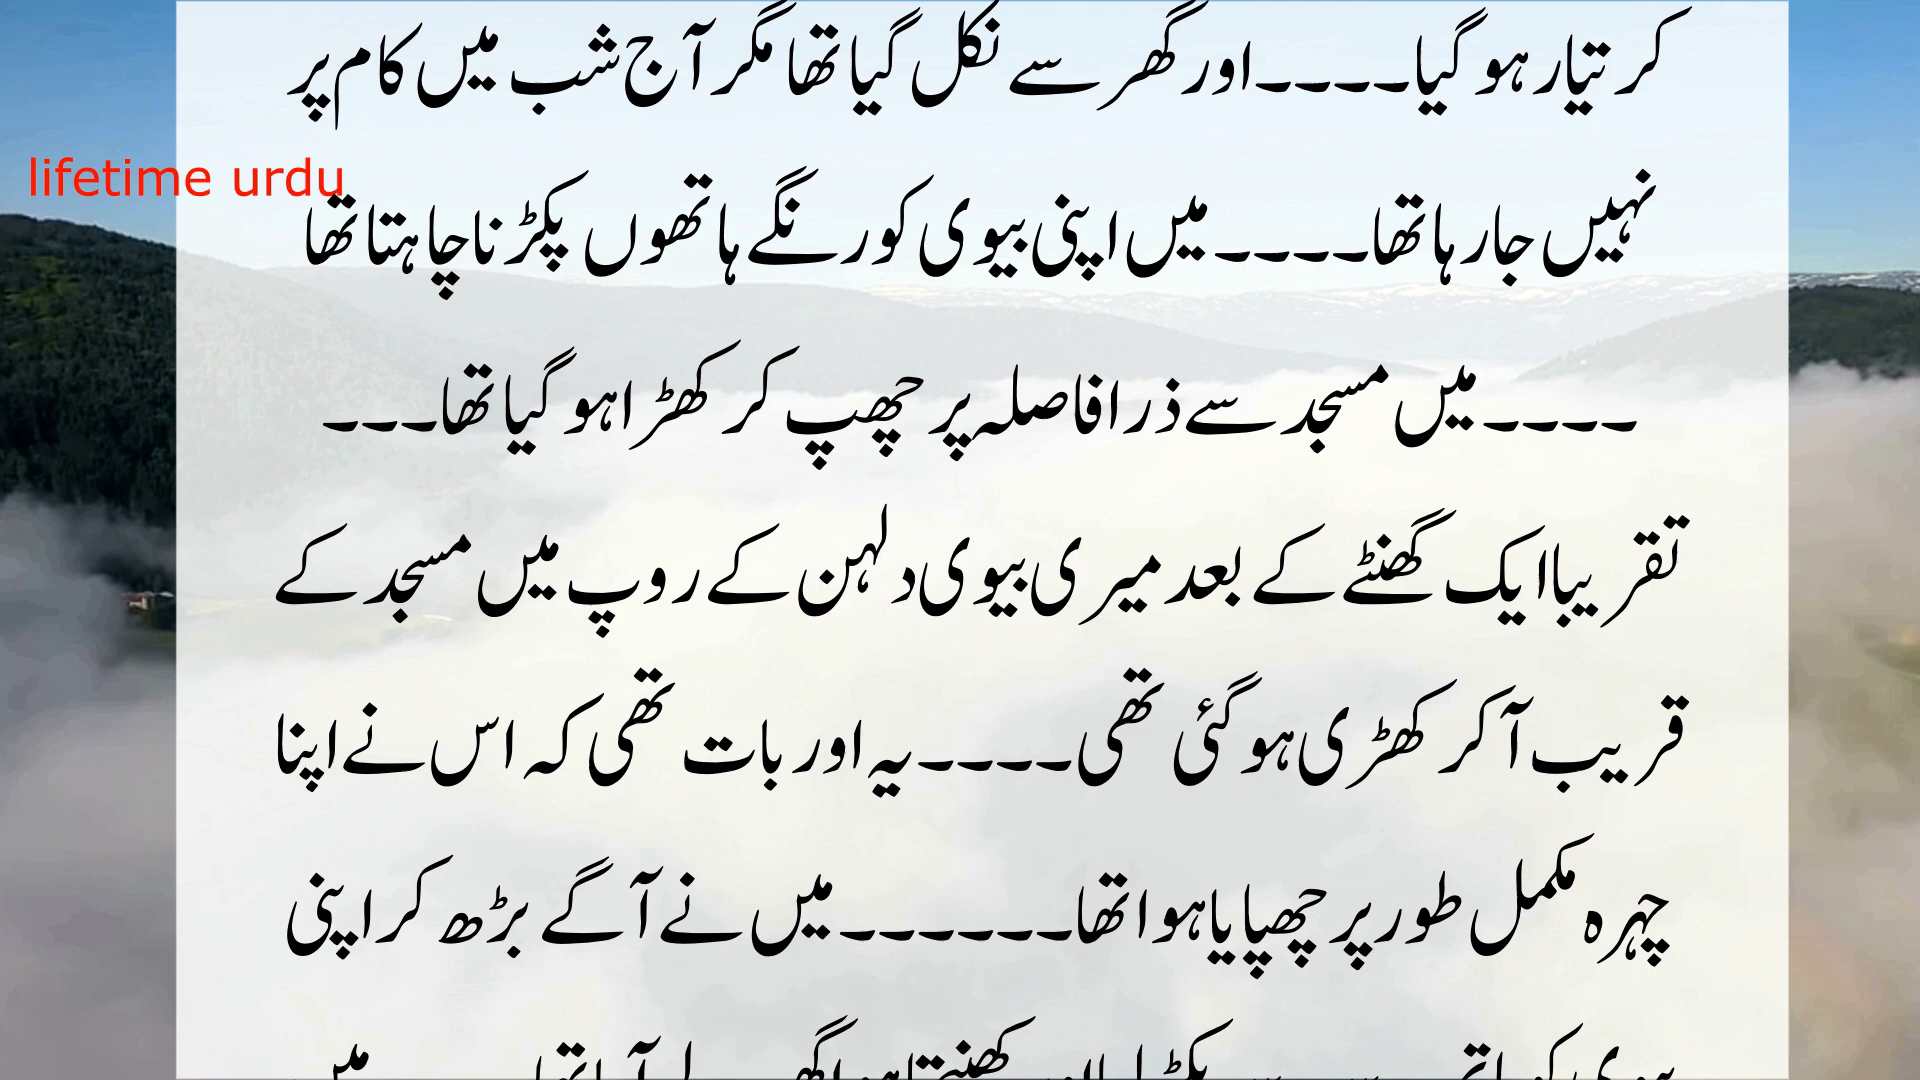 کر تیار ہو گیا۔۔۔۔اور گھر سے نکل گیا تھا مگر آج شب میں کام پر
lifetime urdu
نہیں جا رہا تھا۔۔۔۔میں اپنی بیوی کو رنگے ہاتھوں پکڑنا چاہتا تھا
۔۔۔۔میں مسجد سے ذرا فاصلہ پر چھپ کر کھڑا ہو گیا تھا۔۔۔
تقریبا ایک گھنٹے کے بعد میری بیوی دلہن کے روپ میں مسجد کے
قریب آ کر کھڑی ہو گئی تھی۔۔۔۔یہ اور بات تھی کہ اس نے اپنا
چہرہ مکمل طور پر چھپایا ہوا تھا۔۔۔۔۔۔میں نے آگے بڑھ کر اپنی